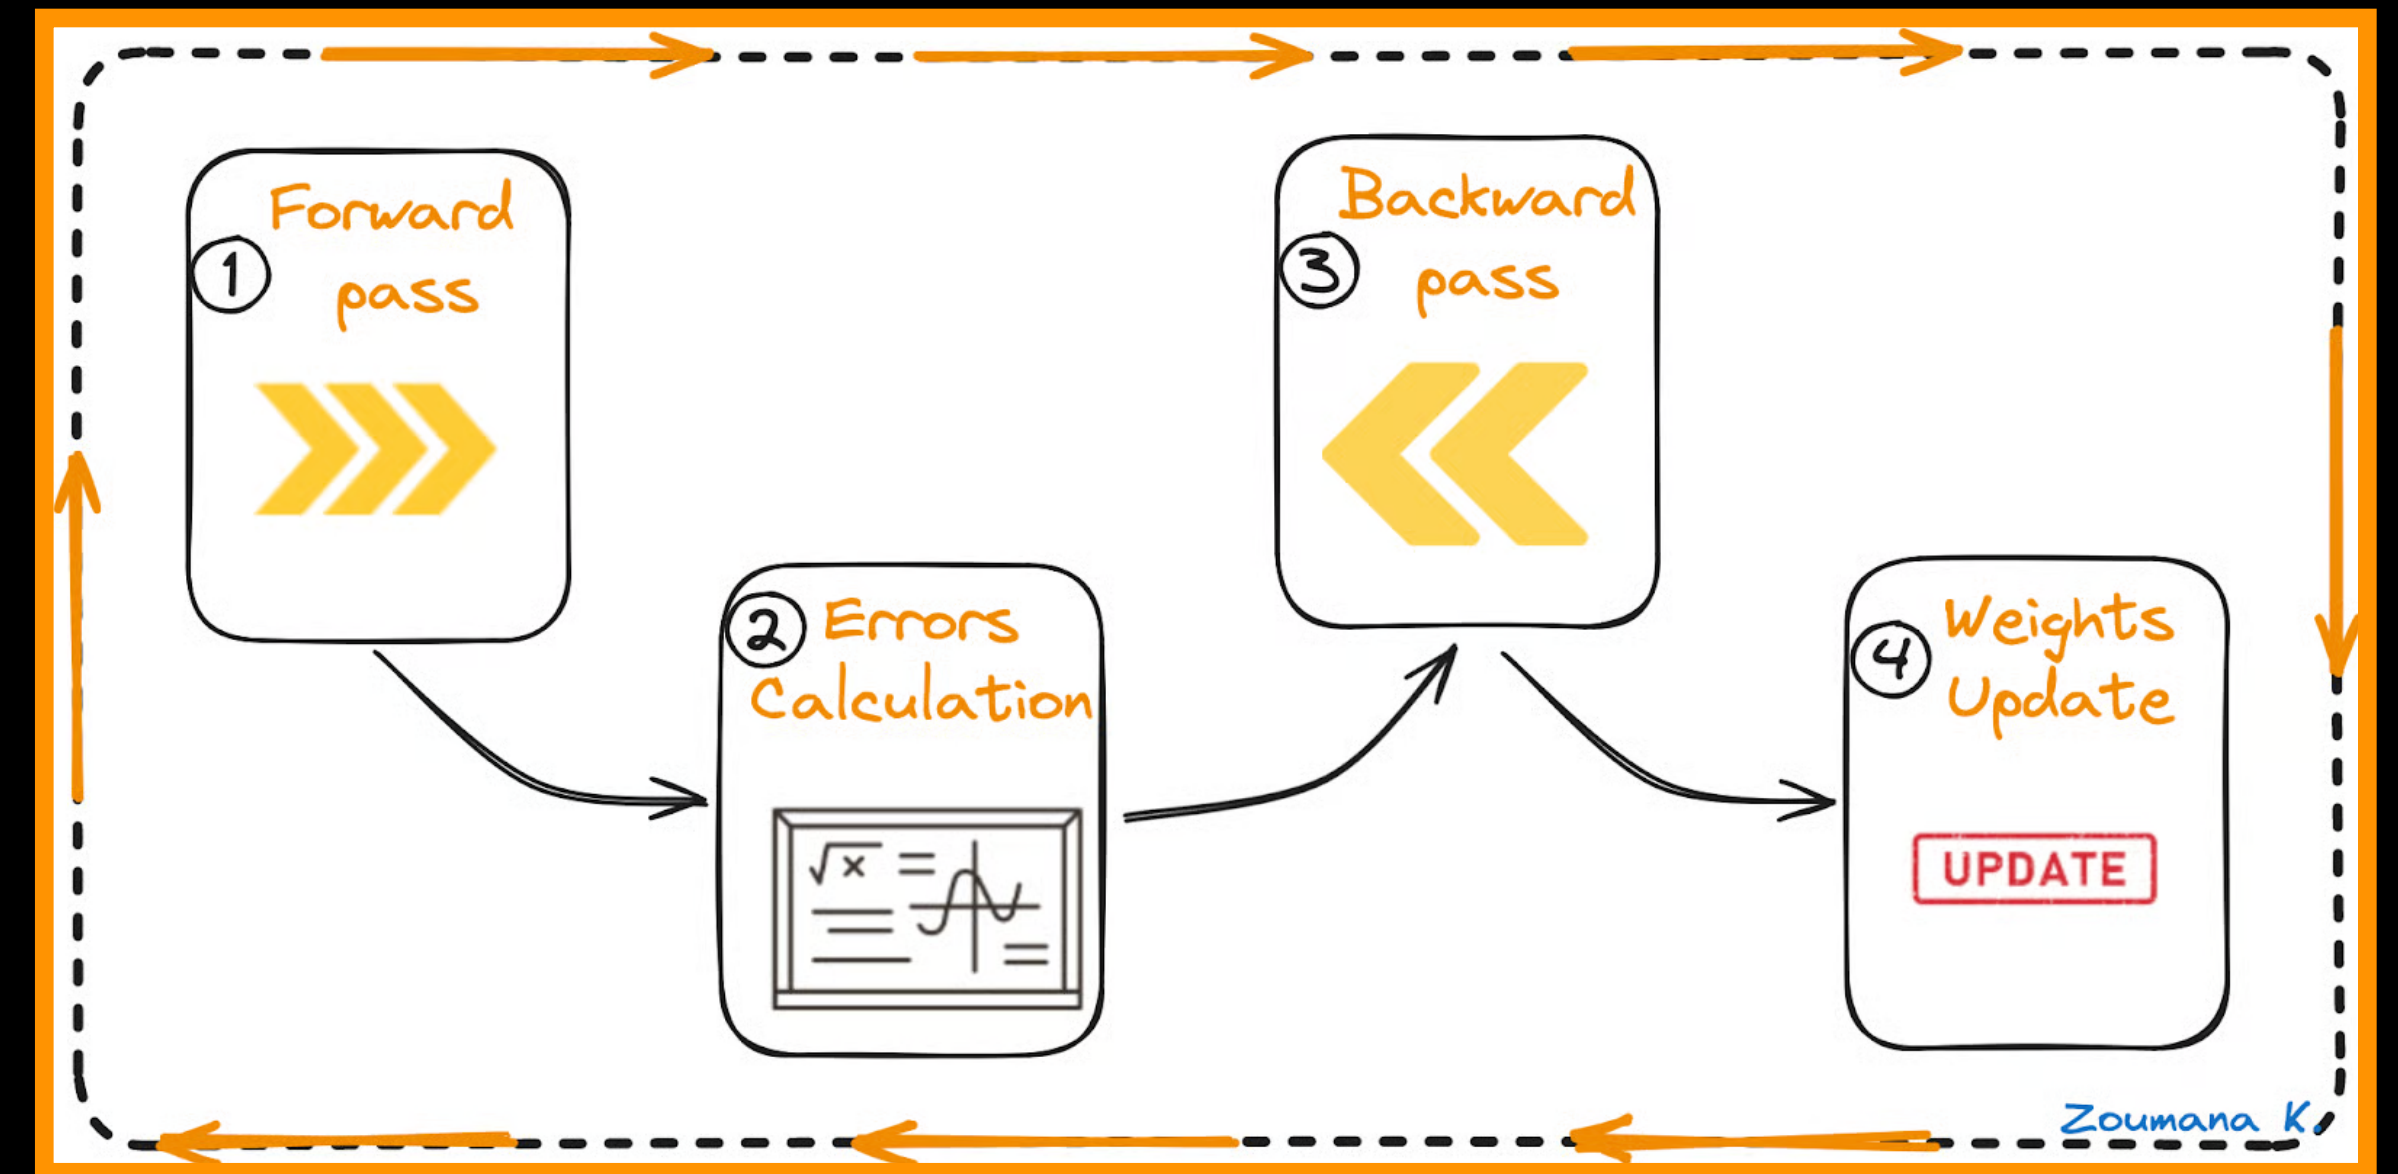 1
Forward
pass
2
Errors
Calculation
√x =
=
3
Backward
pass
4
Weights
Update
UPDATE
Zoumana K.